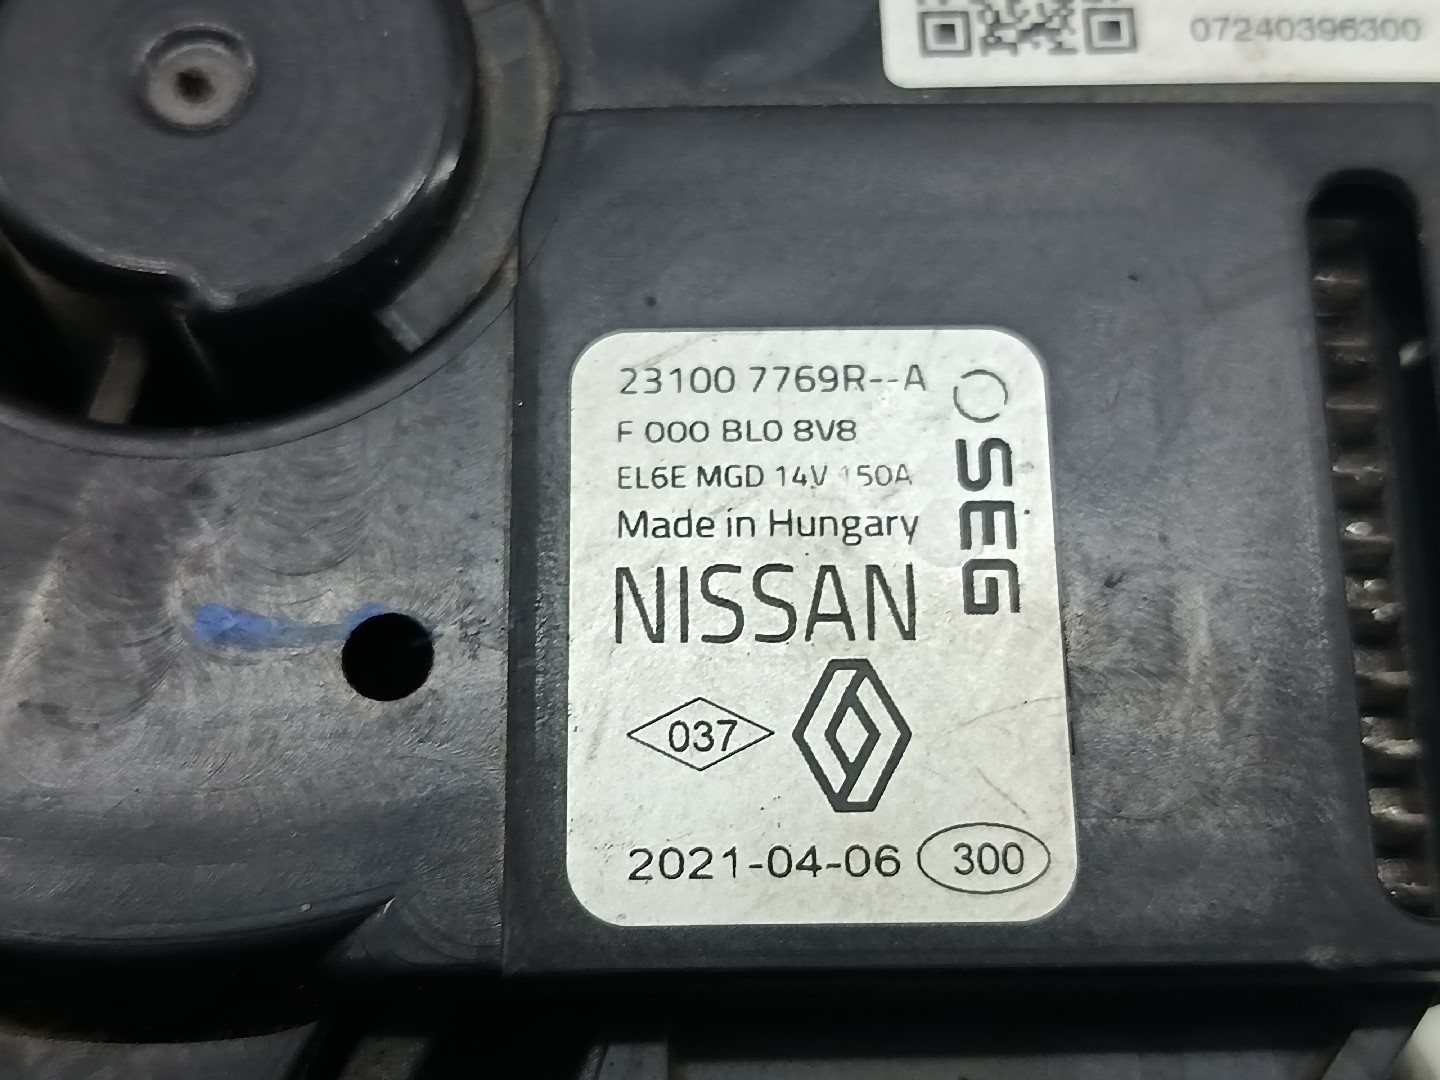 07240396300
23100 7769R--A
F 000 BL0 8V8
EL6E MGD 14V 150A
Made in Hungary
SEG
NISSAN
037
2021-04-06 300